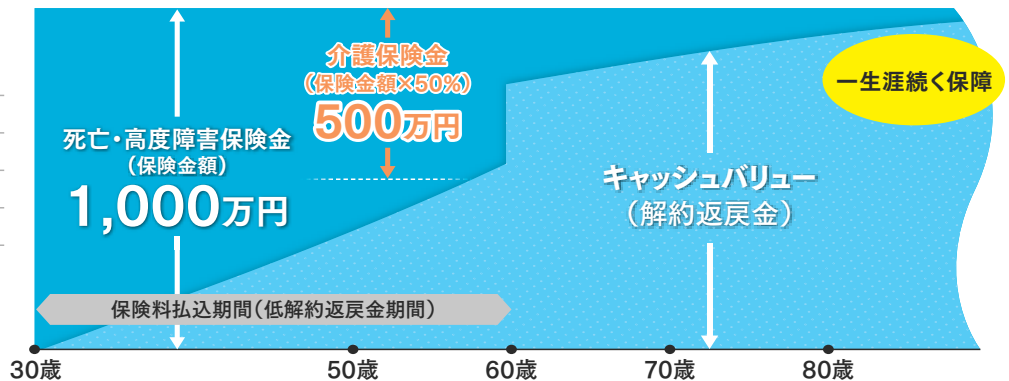 介護保険金
（保険金額×50%）
500万円
一生涯続く保障
死亡・高度障害保険金
（保険金額）
1,000万円
キャッシュバリュー
（解約返戻金）
保険料払込期間（低解約返戻金期間）
30歳 50歳 60歳 70歳 80歳